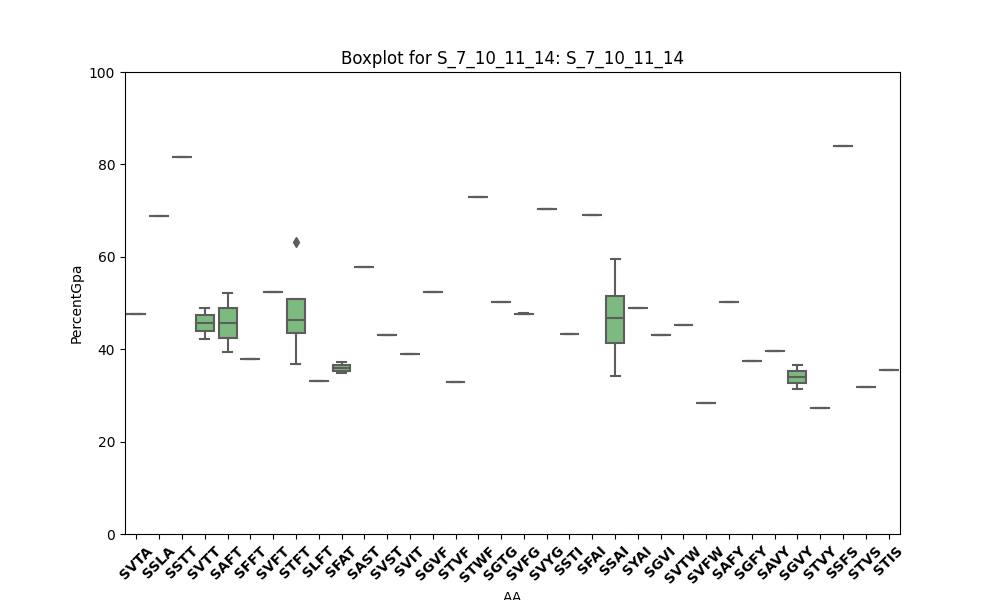 Boxplot for S_7_10_11_14: S_7_10_11_14
100
80
60
40
20
0
PercentGpa
SVTA SSLA SSTT SVTT SAFT SFFT SVFT STFT SLFT SFAT SAST SVST SVIT SGVF STVF STWF SGTG SVFG SVYG SSTI SFAI SSAI SYAI SGVI SVTW SVFW SAFY SGFY SAVY SGVY STVY SSFS STVS STIS
AA